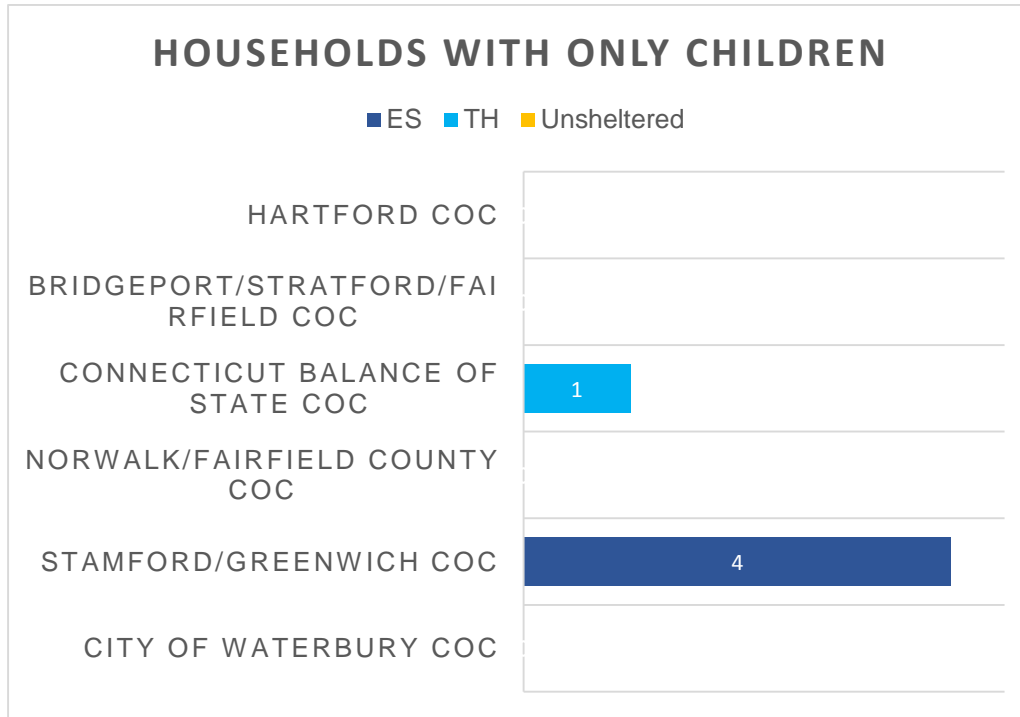 HOUSEHOLDS WITH ONLY CHILDREN
ES TH Unsheltered
HARTFORD COC
BRIDGEPORT/STRATFORD/FAI
RFIELD COC
CONNECTICUT BALANCE OF
STATE COC
1
NORWALK/FAIRFIELD COUNTY
COC
STAMFORD/GREENWICH COC
4
CITY OF WATERBURY COC